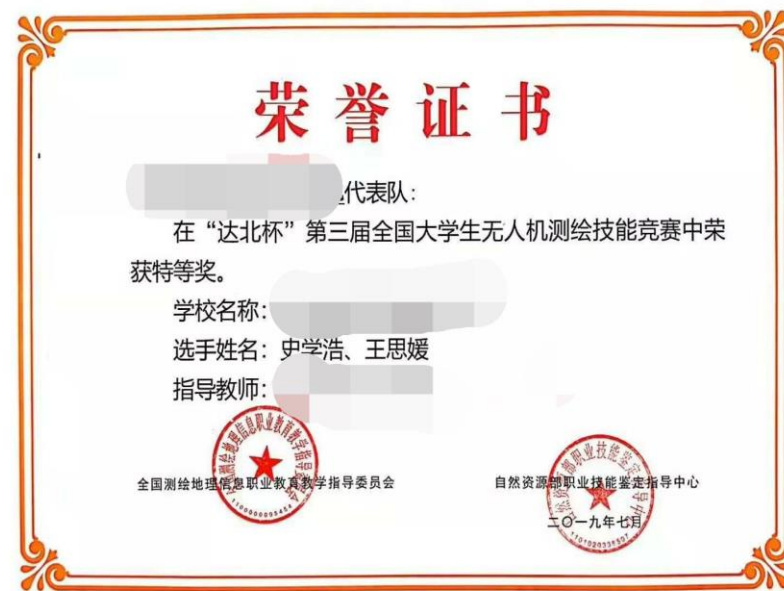 荣誉证书
代表队：
在“达北杯”第三届全国大学生无人机测绘技能竞赛中荣
获特等奖。
学校名称：
选手姓名：史学浩、王思媛
指导教师：
全国测绘地理信息职业教育教学指导委员会
自然资源部职业技能鉴定指导中心
二〇一九年七月